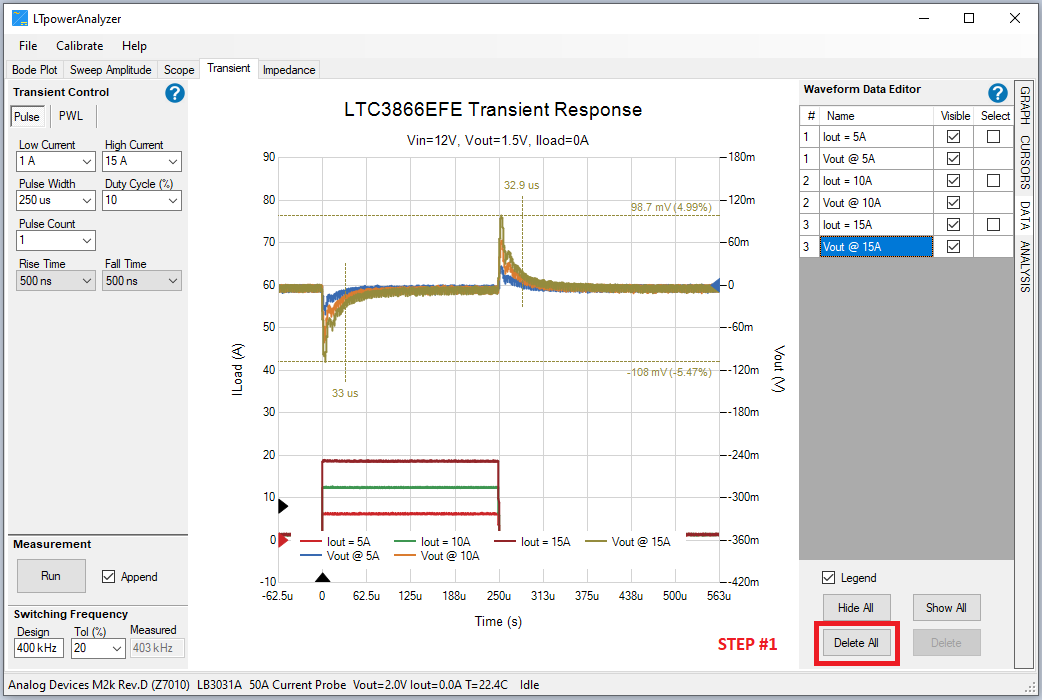 LTpowerAnalyzer
File Calibrate Help
Bode Plot Sweep Amplitude Scope Transient Impedance
Transient Control ?
Pulse PWL
Low Current High Current
1 A 15 A
Pulse Width Duty Cycle (%)
250 us 10
Pulse Count
1
Rise Time Fall Time
500 ns 500 ns
Measurement
Run Append
Switching Frequency
Design Tol (%) Measured
400 kHz 20 403 kHz
LTC3866EFE Transient Response
Vin=12V, Vout=1.5V, Iload=0A
90
80
70
60
50
40
30
20
10
0
-10
ILoad (A)
180m
120m
60m
0
-60m
-120m
-180m
-240m
-300m
-360m
-420m
Vout (V)
32.9 us
98.7 mV (4.99%)
-108 mV (-5.47%)
33 us
Iout = 5A Iout = 10A Iout = 15A Vout @ 15A
Vout @ 5A Vout @ 10A
-62.5u 0 62.5u 125u 188u 250u 313u 375u 438u 500u 563u
Time (s)
STEP #1
Waveform Data Editor ?
# Name Visible Select
1 Iout = 5A
1 Vout @ 5A
2 Iout = 10A
2 Vout @ 10A
3 Iout = 15A
3 Vout @ 15A
Legend
Hide All Show All
Delete All Delete
GRAPH
CURSORS
DATA
ANALYSIS
Analog Devices M2k Rev.D (Z7010) LB3031A 50A Current Probe Vout=2.0V Iout=0.0A T=22.4C Idle